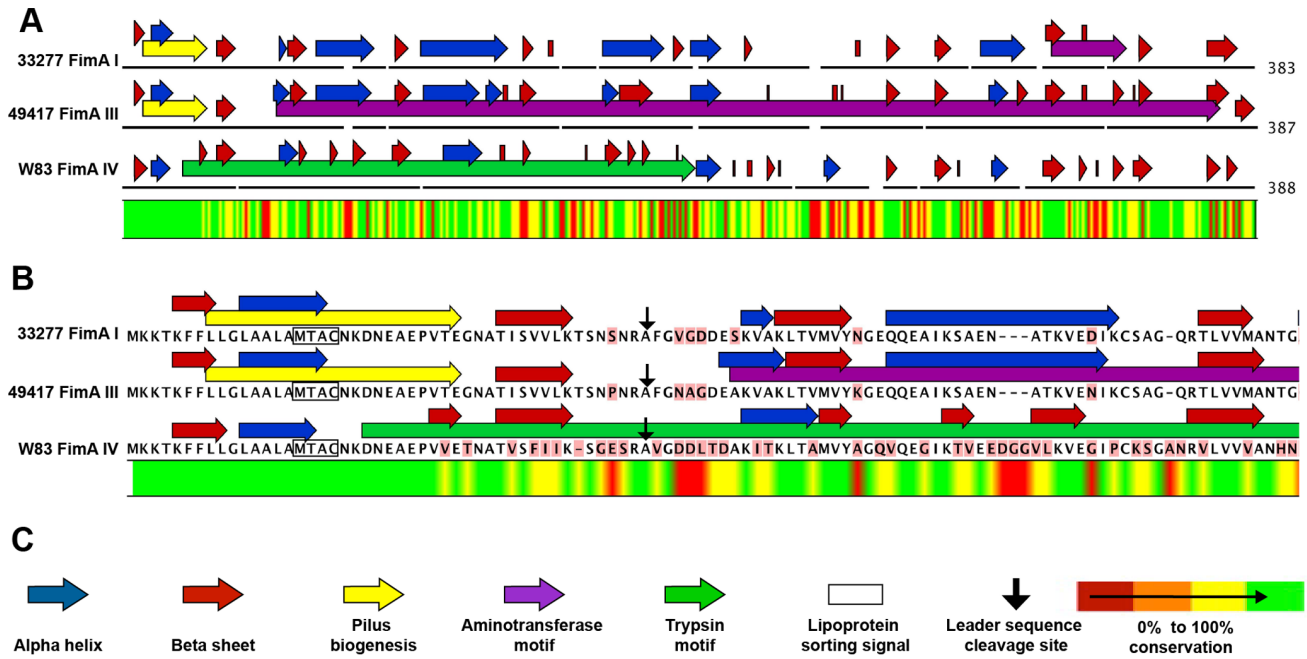 A
33277 FimA I
383
49417 FimA III
387
W83 FimA IV
388
B
33277 FimA I MKKTKFFLLGLAALAMTACNKDNEAEPVTEGNATISVVLKTSNSNRAFGVGDDESKVAKLTVMVYNGEQQEAIKSAEN---ATKVEDIKCSAG-QRTLVVMANTG
49417 FimA III MKKTKFFLLGLAALAMTACNKDNEAEPVTEGNATISVVLKTSNPNRAFGNAGDEAKVAKLTVMVYKGEQQEAIKSAEN---ATKVENIKCSAG-QRTLVVMANTG
W83 FimA IV MKKTKFFLLGLAALAMTACNKDNEAEPVVETNATVSFIIK-SGESRAVGDDLTDAKITKLTAMVYAGQVQEGIKTVEEDGGVLKVEGIPCKSGANRVLVVVANHN
C
Alpha helix
Beta sheet
Pilus
biogenesis
Aminotransferase
motif
Trypsin
motif
Lipoprotein
sorting signal
Leader sequence
cleavage site
0% to 100%
conservation